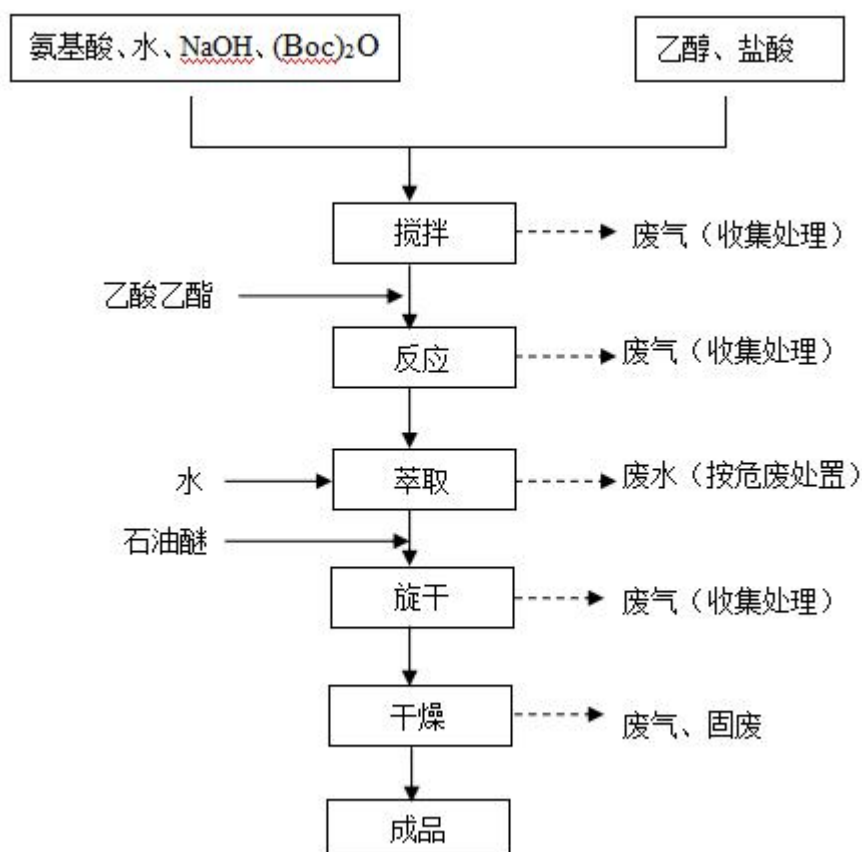 氨基酸、水、NaOH、(Boc)2O
乙醇、盐酸
搅拌
废气（收集处理）
乙酸乙酯
反应
废气（收集处理）
水
萃取
废水（按危废处置）
石油醚
旋干
废气（收集处理）
干燥
废气、固废
成品